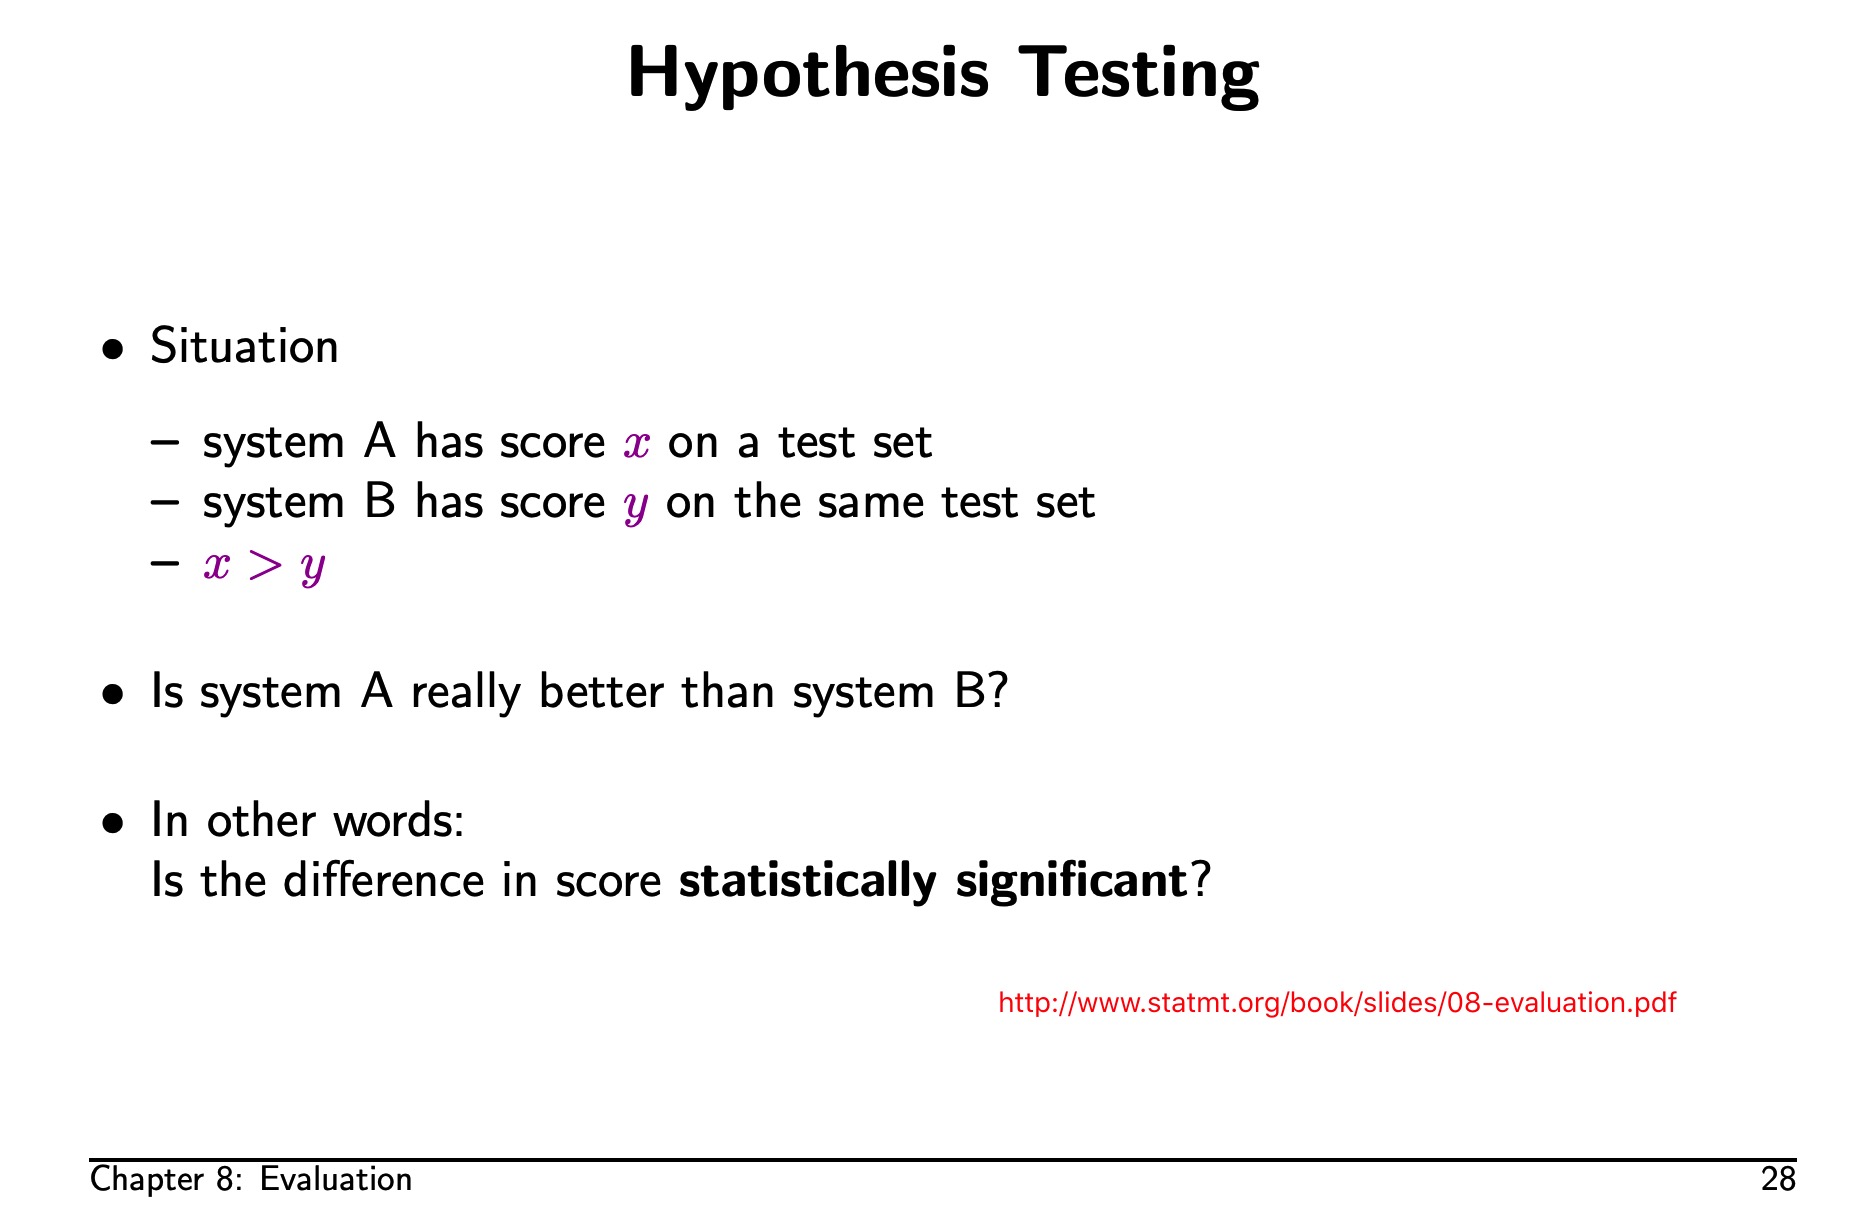 Hypothesis Testing
• Situation
– system A has score x on a test set
– system B has score y on the same test set
– x > y
• Is system A really better than system B?
• In other words:
Is the difference in score statistically significant?
http://www.statmt.org/book/slides/08-evaluation.pdf
Chapter 8: Evaluation 28